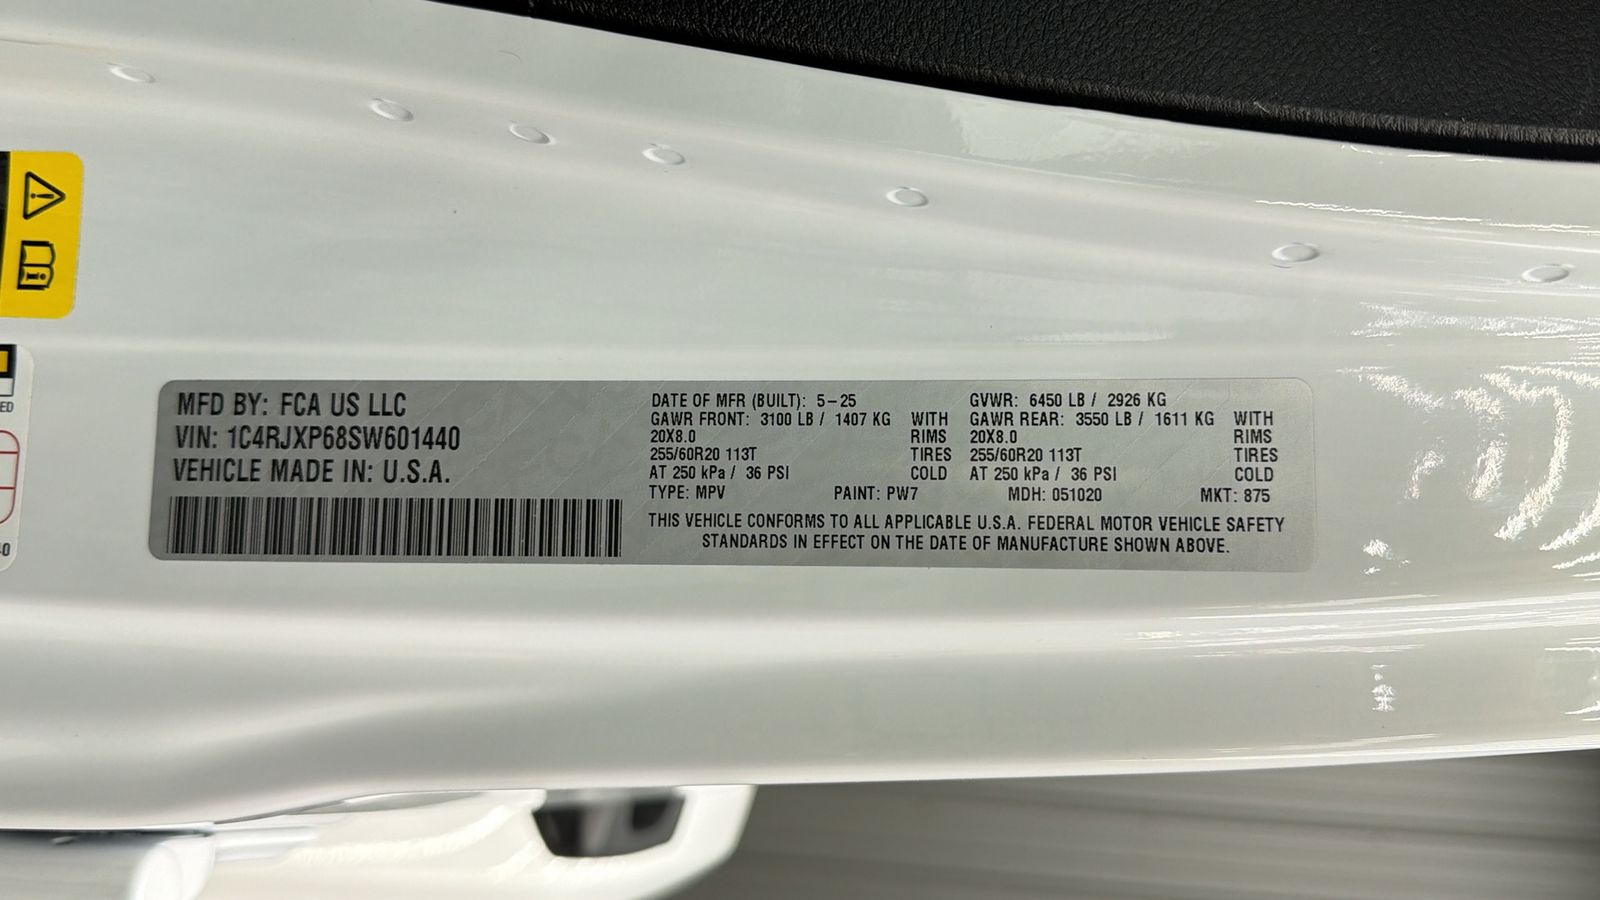 MFD BY: FCA US LLC
VIN: 1C4RJXP68SW601440
VEHICLE MADE IN: U.S.A.
DATE OF MFR (BUILT): 5-25 GVWR: 6450 LB / 2926 KG
GAWR FRONT: 3100 LB / 1407 KG WITH GAWR REAR: 3550 LB / 1611 KG WITH
20X8.0 RIMS 20X8.0 RIMS
255/60R20 113T TIRES 255/60R20 113T TIRES
AT 250 kPa / 36 PSI COLD AT 250 kPa / 36 PSI COLD
TYPE: MPV PAINT: PW7 MDH: 051020 MKT: 875
THIS VEHICLE CONFORMS TO ALL APPLICABLE U.S.A. FEDERAL MOTOR VEHICLE SAFETY
STANDARDS IN EFFECT ON THE DATE OF MANUFACTURE SHOWN ABOVE.